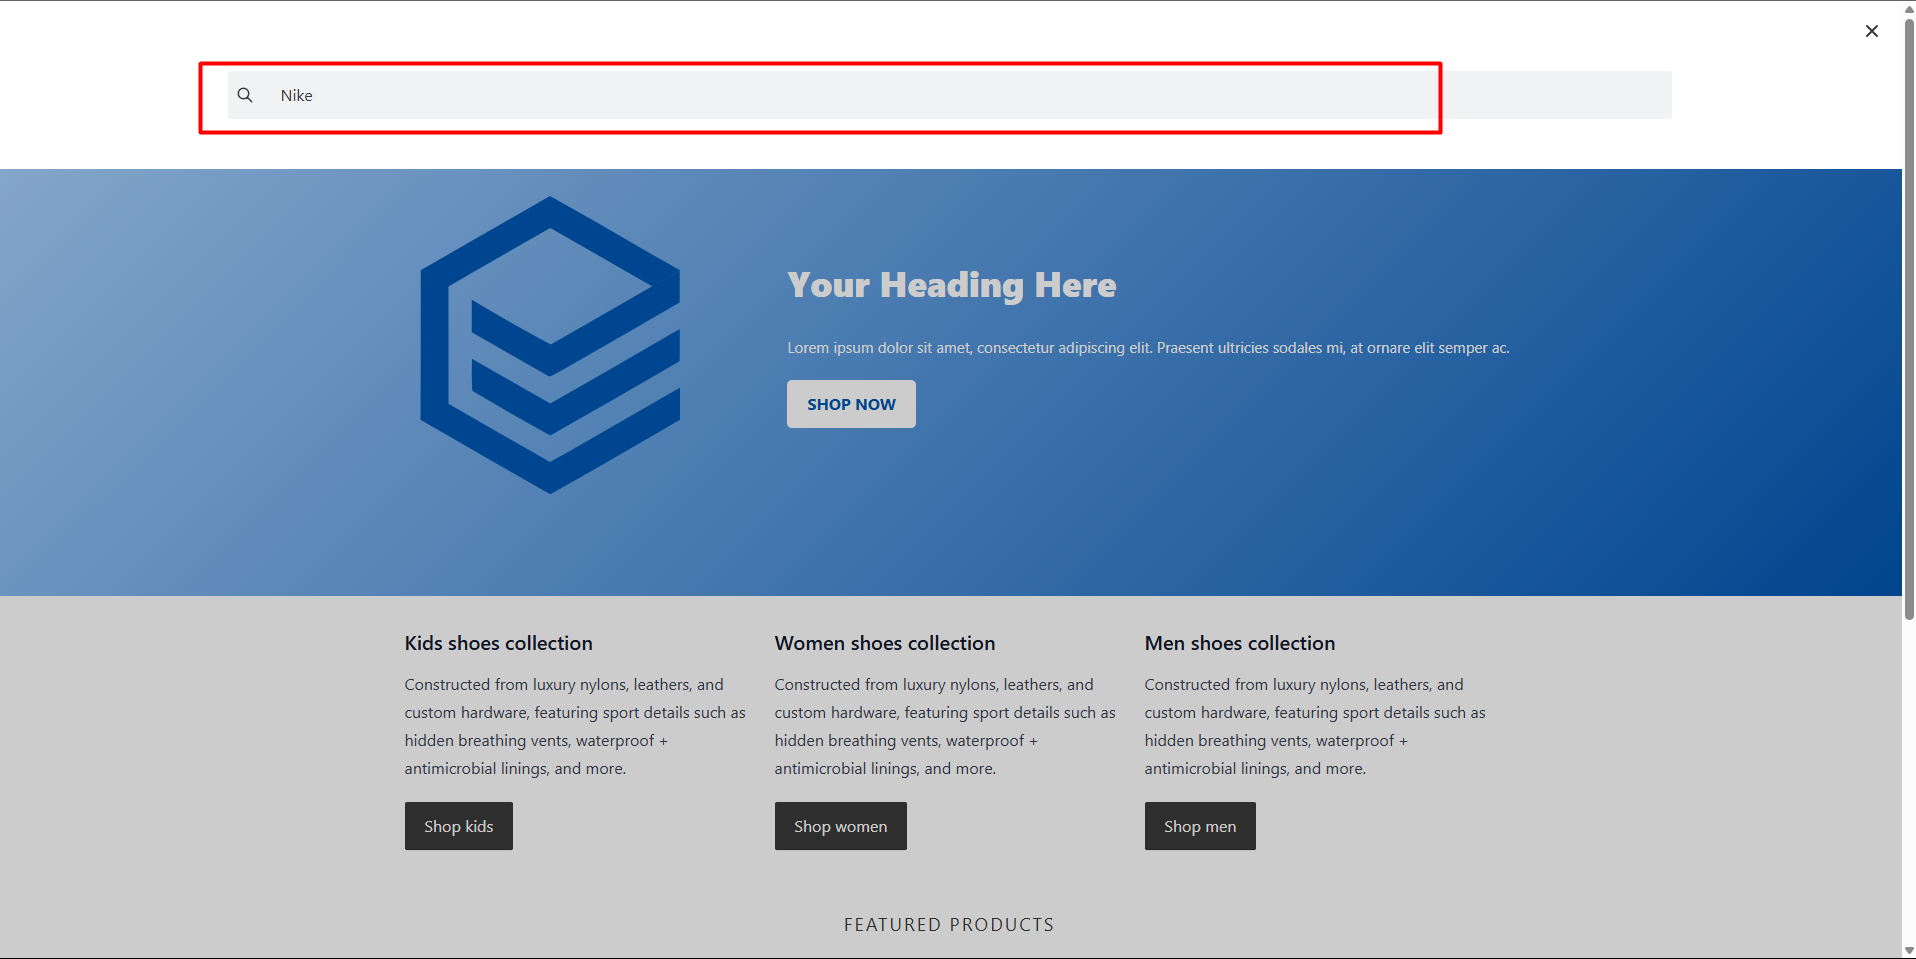 Nike
Your Heading Here
Lorem ipsum dolor sit amet, consectetur adipiscing elit. Praesent ultricies sodales mi, at ornare elit semper ac.
SHOP NOW
Kids shoes collection
Constructed from luxury nylons, leathers, and
custom hardware, featuring sport details such as
hidden breathing vents, waterproof +
antimicrobial linings, and more.
Shop kids
Women shoes collection
Constructed from luxury nylons, leathers, and
custom hardware, featuring sport details such as
hidden breathing vents, waterproof +
antimicrobial linings, and more.
Shop women
Men shoes collection
Constructed from luxury nylons, leathers, and
custom hardware, featuring sport details such as
hidden breathing vents, waterproof +
antimicrobial linings, and more.
Shop men
FEATURED PRODUCTS